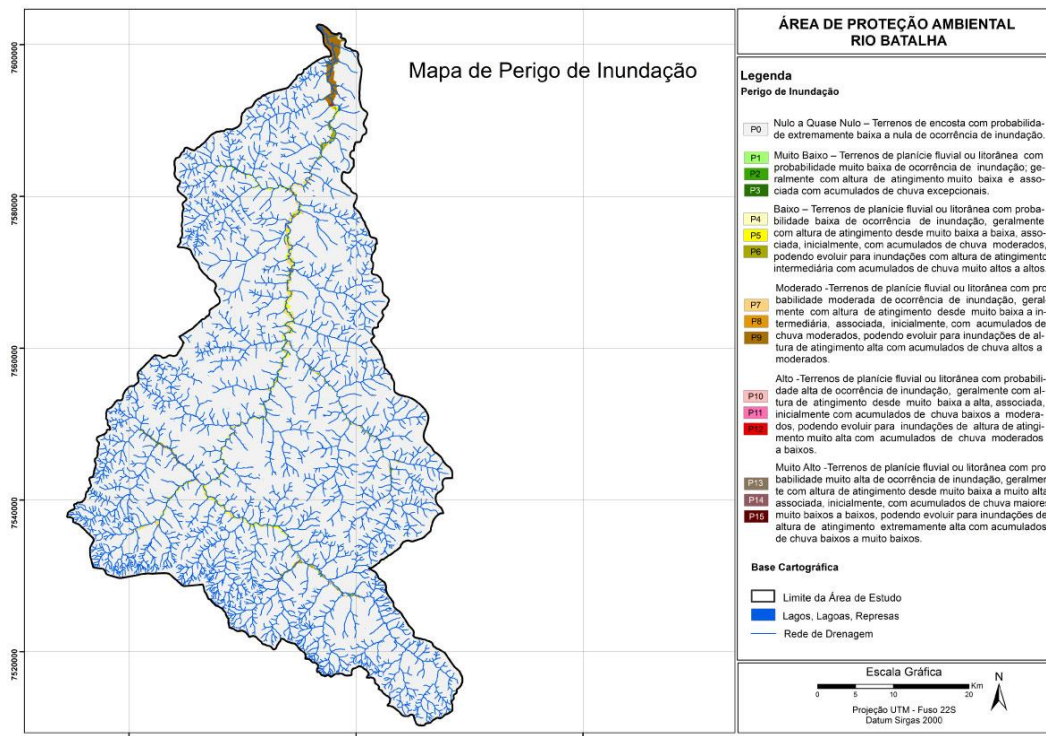 Mapa de Perigo de Inundação
7600000
7580000
7560000
7540000
7520000
ÁREA DE PROTEÇÃO AMBIENTAL
RIO BATALHA
Legenda
Perigo de Inundação
P0
Nulo a Quase Nulo – Terrenos de encosta com probabilida-
de extremamente baixa a nula de ocorrência de inundação.
P1
P2
P3
Muito Baixo – Terrenos de planície fluvial ou litorânea com
probabilidade muito baixa de ocorrência de inundação; ge-
ralmente com altura de atingimento muito baixa e asso-
ciada com acumulados de chuva excepcionais.
P4
P5
P6
Baixo – Terrenos de planície fluvial ou litorânea com proba-
bilidade baixa de ocorrência de inundação, geralmente
com altura de atingimento desde muito baixa a baixa, asso-
ciada, inicialmente, com acumulados de chuva moderados,
podendo evoluir para inundações com altura de atingimento
intermediária com acumulados de chuva muito altos a altos.
P7
P8
P9
Moderado -Terrenos de planície fluvial ou litorânea com pro
babilidade moderada de ocorrência de inundação, geral-
mente com altura de atingimento desde muito baixa a in-
termediária, associada, inicialmente, com acumulados de
chuva moderados, podendo evoluir para inundações de al-
tura de atingimento alta com acumulados de chuva altos a
moderados.
P10
P11
P12
Alto -Terrenos de planície fluvial ou litorânea com probabili-
dade alta de ocorrência de inundação, geralmente com al-
tura de atingimento desde muito baixa a alta, associada,
inicialmente com acumulados de chuva baixos a modera-
dos, podendo evoluir para inundações de altura de atingi-
mento muito alta com acumulados de chuva moderados
a baixos.
P13
P14
P15
Muito Alto -Terrenos de planície fluvial ou litorânea com pro
babilidade muito alta de ocorrência de inundação, geralmen
te com altura de atingimento desde muito baixa a muito alta
associada, inicialmente, com acumulados de chuva maiores
muito baixos a baixos, podendo evoluir para inundações de
altura de atingimento extremamente alta com acumulados
de chuva baixos a muito baixos.
Base Cartográfica
Limite da Área de Estudo
Lagos, Lagoas, Represas
Rede de Drenagem
Escala Gráfica
Km
0 5 10 20
N
Projeção UTM - Fuso 22S
Datum Sirgas 2000